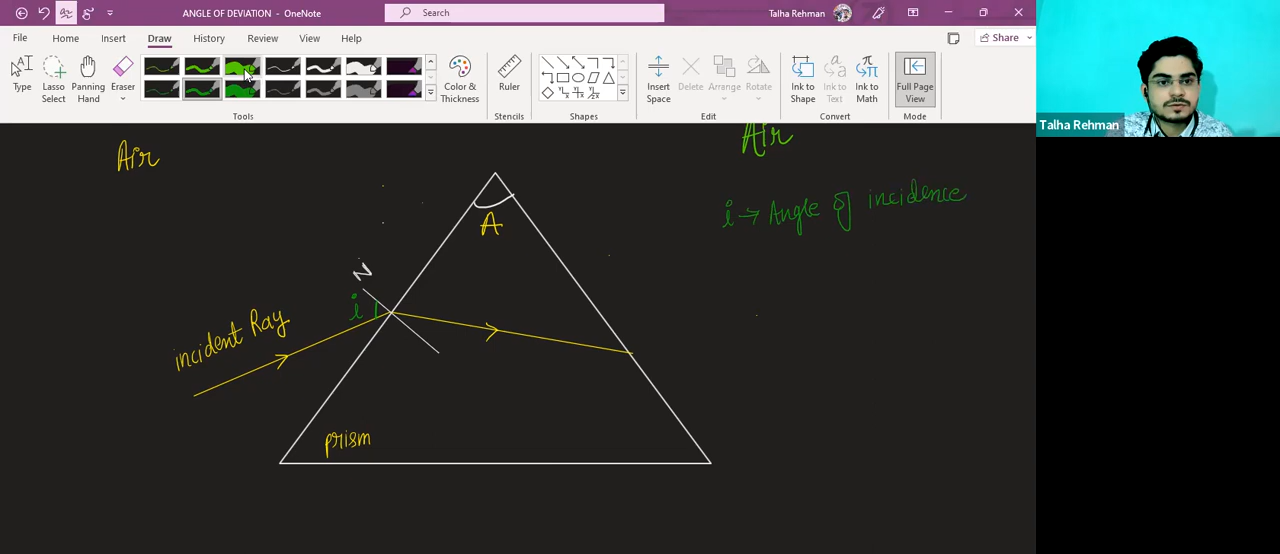 ANGLE OF DEVIATION - OneNote
Search
Talha Rehman
File
Home
Insert
Draw
History
Review
View
Help
Share
Type
Lasso Select
Panning Hand
Eraser
Color & Thickness
Ruler
Insert Space
Delete
Arrange
Rotate
Ink to Shape
Ink to Text
Ink to Math
Full Page View
Tools
Stencils
Shapes
Edit
Convert
Mode
Talha Rehman
Air
Air
A
i → Angle of incidence
N
i
incident Ray
prism